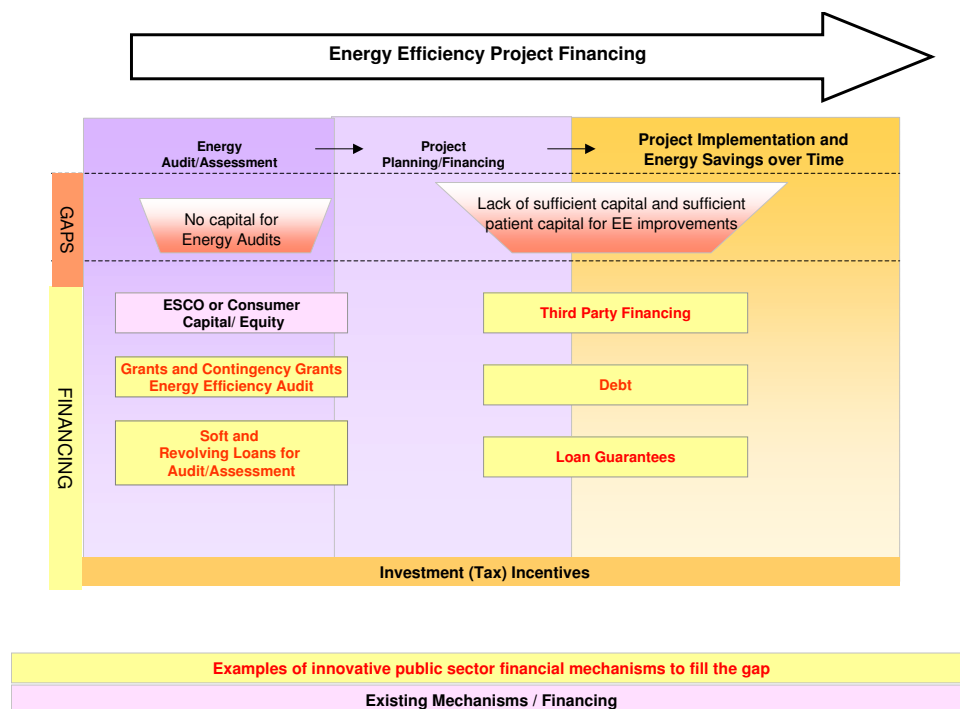 Energy Efficiency Project Financing
Energy
Audit/Assessment
Project
Planning/Financing
Project Implementation and
Energy Savings over Time
GAPS
No capital for
Energy Audits
Lack of sufficient capital and sufficient
patient capital for EE improvements
FINANCING
ESCO or Consumer
Capital/ Equity
Third Party Financing
Grants and Contingency Grants
Energy Efficiency Audit
Debt
Soft and
Revolving Loans for
Audit/Assessment
Loan Guarantees
Investment (Tax) Incentives
Examples of innovative public sector financial mechanisms to fill the gap
Existing Mechanisms / Financing